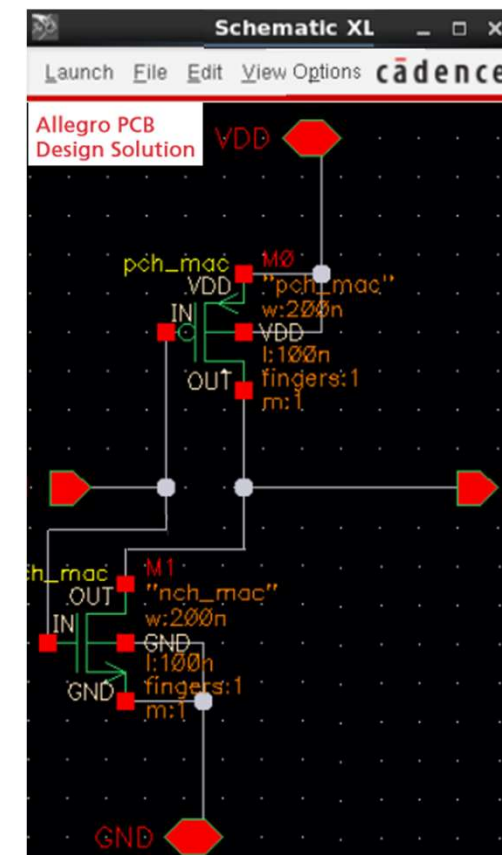 Schematic XL
Launch File Edit View Options cādence
Allegro PCB
Design Solution
VDD
pch_mac M0
VDD "pch_mac"
IN w:200n
VDD
l:100n
OUT fingers:1
m:1
h_mac M1
OUT "nch_mac"
w:200n
IN GND
l:100n
GND fingers:1
m:1
GND